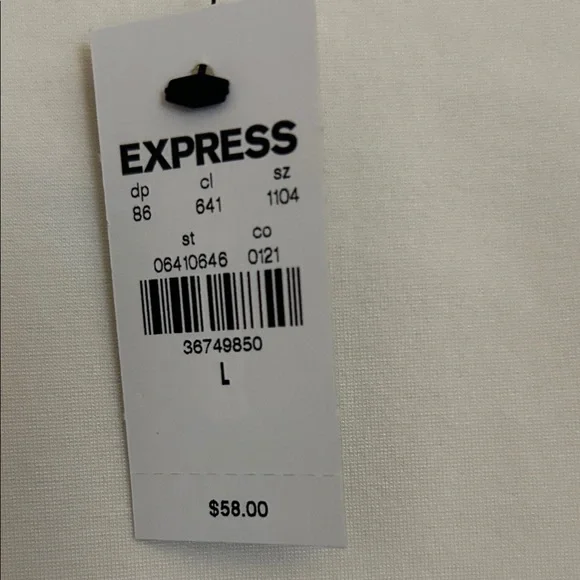 EXPRESS
dp cl sz
86 641 1104
st co
06410646 0121
36749850
L
$58.00